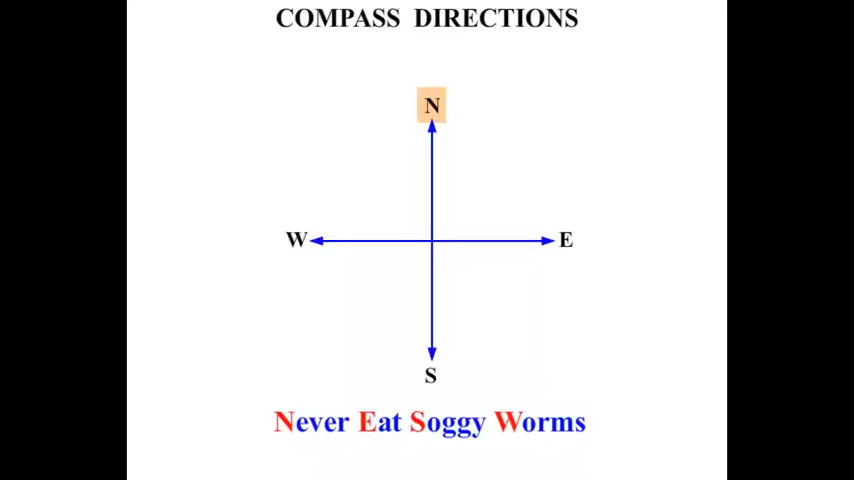 COMPASS DIRECTIONS
N
W E
S
Never Eat Soggy Worms